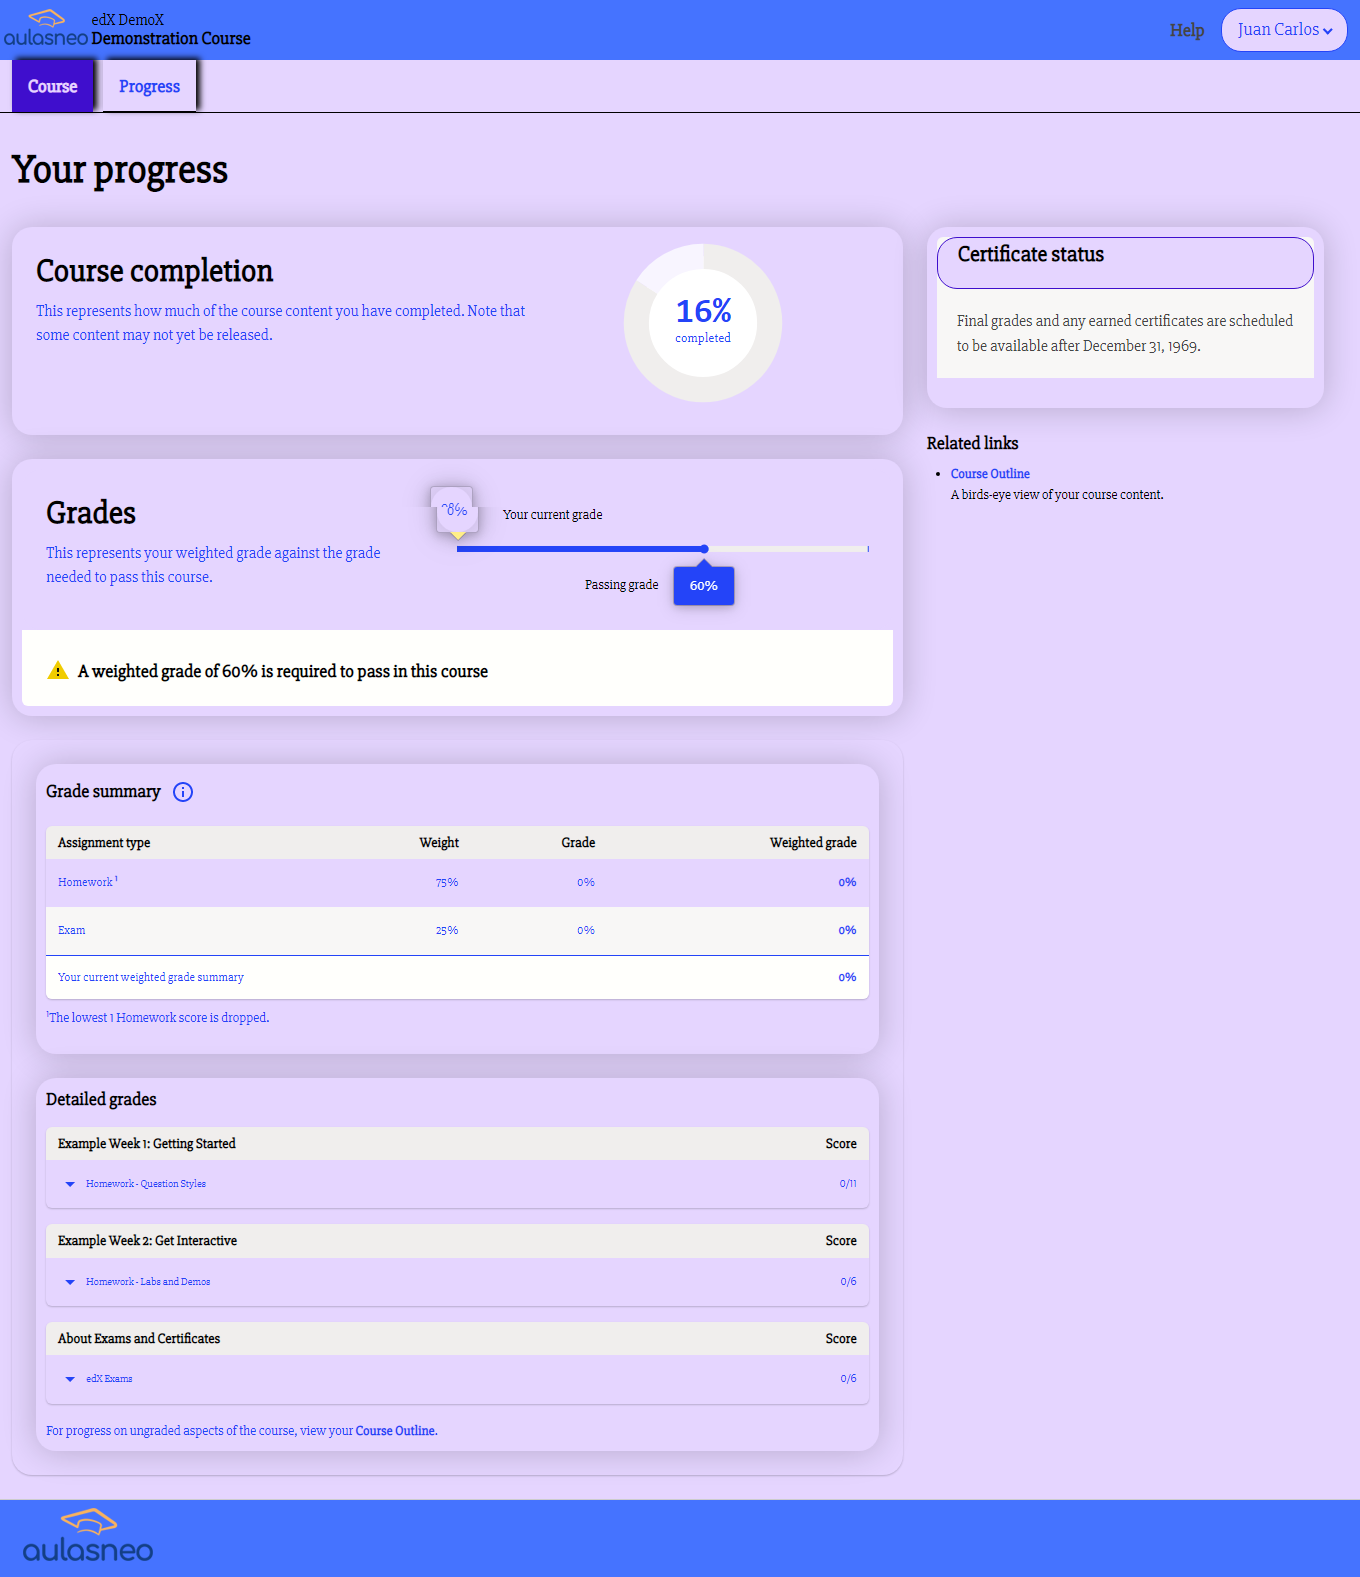 aulasneo
edX DemoX
Demonstration Course
Help
Juan Carlos
Course
Progress
Your progress
Course completion
This represents how much of the course content you have completed. Note that
some content may not yet be released.
16%
completed
Certificate status
Final grades and any earned certificates are scheduled
to be available after December 31, 1969.
Related links
Course Outline
A birds-eye view of your course content.
Grades
This represents your weighted grade against the grade
needed to pass this course.
Your current grade
Passing grade
60%
A weighted grade of 60% is required to pass in this course
Grade summary
Assignment type Weight Grade Weighted grade
Homework 1 75% 0% 0%
Exam 25% 0% 0%
Your current weighted grade summary 0%
1The lowest 1 Homework score is dropped.
Detailed grades
Example Week 1: Getting Started Score
Homework - Question Styles 0/11
Example Week 2: Get Interactive Score
Homework - Labs and Demos 0/6
About Exams and Certificates Score
edX Exams 0/6
For progress on ungraded aspects of the course, view your Course Outline.
aulasneo